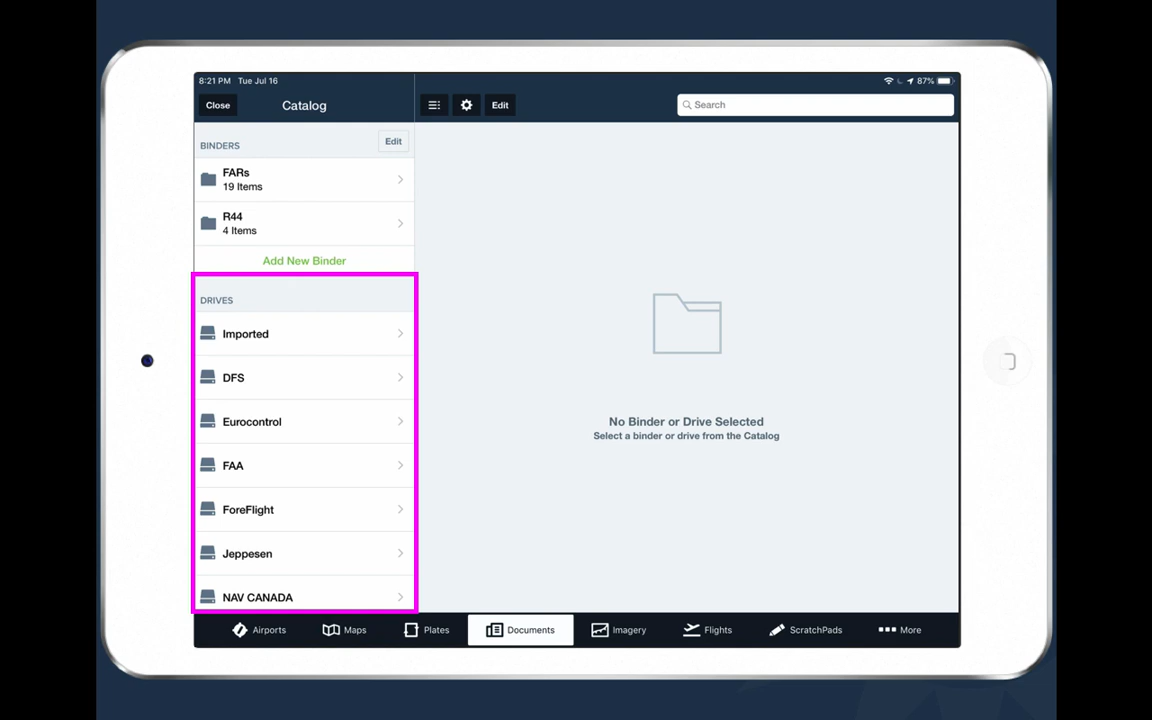 8:21 PM Tue Jul 16
87%
Close
Catalog
Edit
Search
BINDERS
Edit
FARs
19 Items
R44
4 Items
Add New Binder
DRIVES
Imported
DFS
Eurocontrol
FAA
ForeFlight
Jeppesen
NAV CANADA
No Binder or Drive Selected
Select a binder or drive from the Catalog
Airports
Maps
Plates
Documents
Imagery
Flights
ScratchPads
More